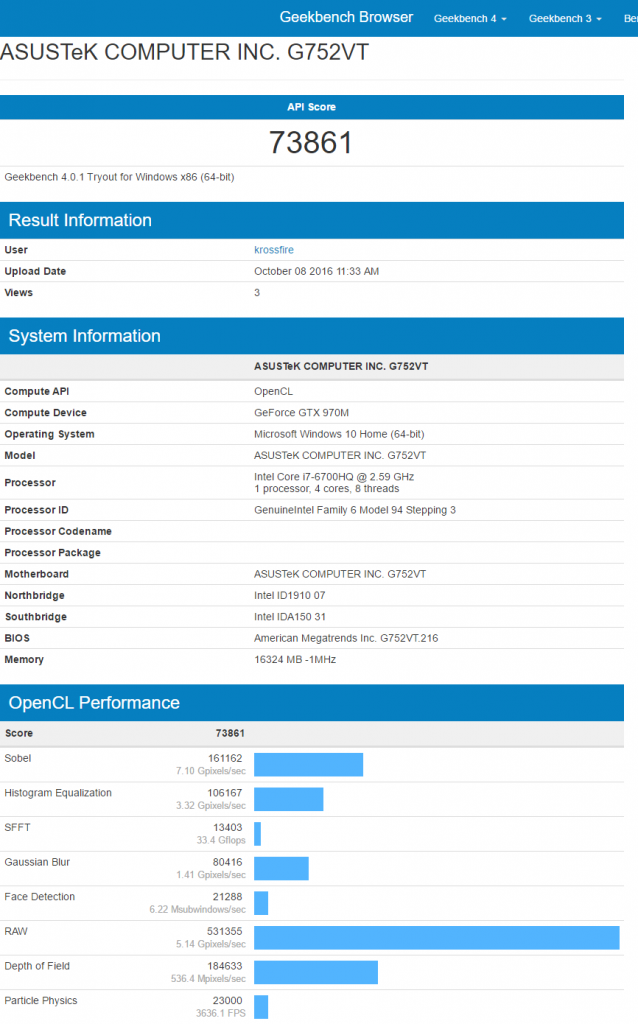 Geekbench Browser Geekbench 4 Geekbench 3 Be
ASUSTeK COMPUTER INC. G752VT
API Score
73861
Geekbench 4.0.1 Tryout for Windows x86 (64-bit)
Result Information
User krossfire
Upload Date October 08 2016 11:33 AM
Views 3
System Information
ASUSTeK COMPUTER INC. G752VT
Compute API OpenCL
Compute Device GeForce GTX 970M
Operating System Microsoft Windows 10 Home (64-bit)
Model ASUSTeK COMPUTER INC. G752VT
Processor Intel Core i7-6700HQ @ 2.59 GHz
1 processor, 4 cores, 8 threads
Processor ID GenuineIntel Family 6 Model 94 Stepping 3
Processor Codename
Processor Package
Motherboard ASUSTeK COMPUTER INC. G752VT
Northbridge Intel ID1910 07
Southbridge Intel IDA150 31
BIOS American Megatrends Inc. G752VT.216
Memory 16324 MB -1MHz
OpenCL Performance
Score 73861
Sobel 161162
7.10 Gpixels/sec
Histogram Equalization 106167
3.32 Gpixels/sec
SFFT 13403
33.4 Gflops
Gaussian Blur 80416
1.41 Gpixels/sec
Face Detection 21288
6.22 Msubwindows/sec
RAW 531355
5.14 Gpixels/sec
Depth of Field 184633
536.4 Mpixels/sec
Particle Physics 23000
3636.1 FPS